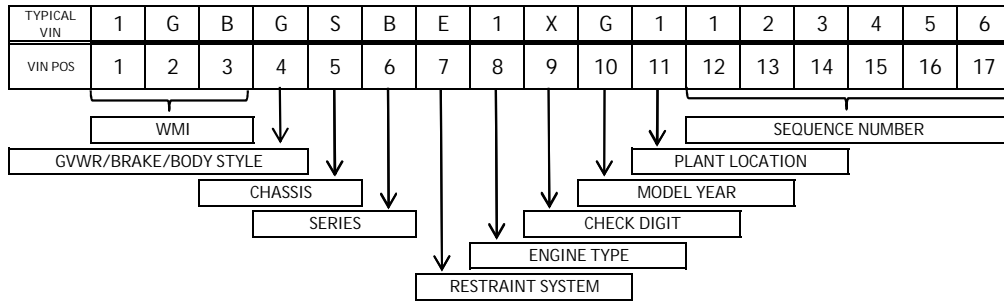 TYPICAL VIN 1 G B G S B E 1 X G 1 1 2 3 4 5 6
VIN POS 1 2 3 4 5 6 7 8 9 10 11 12 13 14 15 16 17
WMI SEQUENCE NUMBER
GVWR/BRAKE/BODY STYLE PLANT LOCATION
CHASSIS MODEL YEAR
SERIES CHECK DIGIT
ENGINE TYPE
RESTRAINT SYSTEM